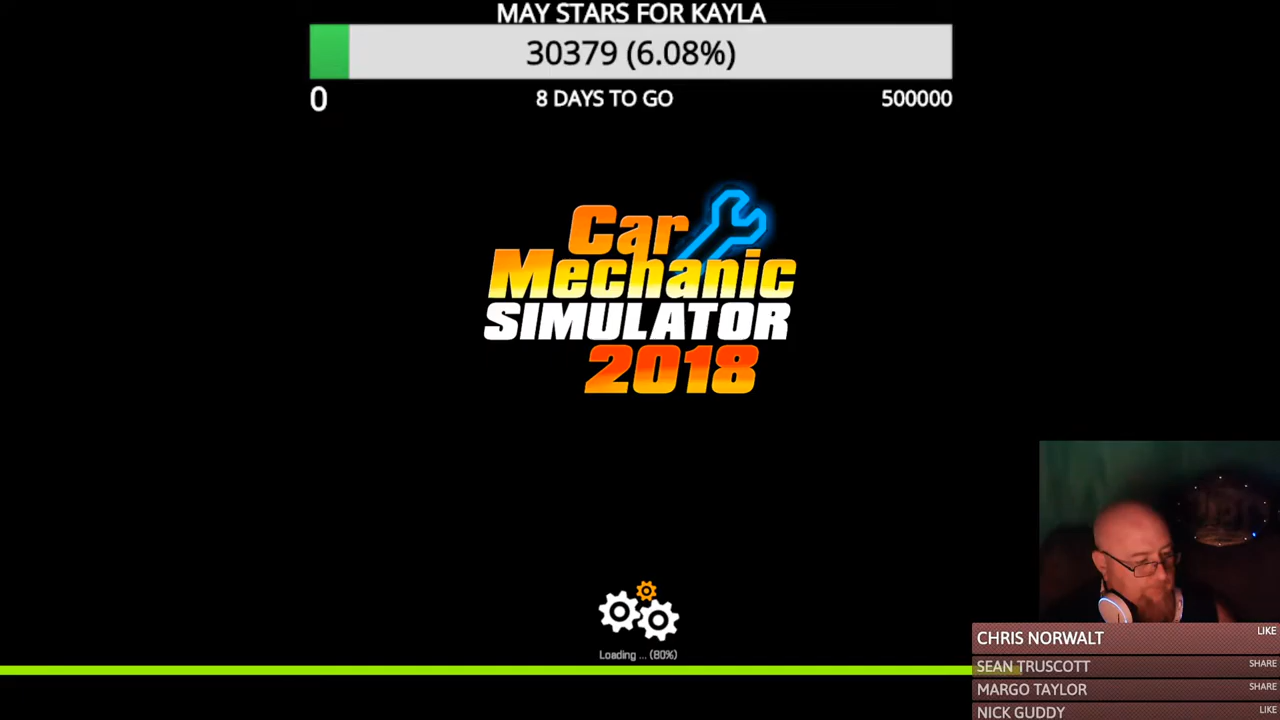 MAY STARS FOR KAYLA
30379 (6.08%)
0 8 DAYS TO GO 500000
Car
Mechanic
SIMULATOR
2018
Loading ... (80%)
CHRIS NORWALT LIKE
SEAN TRUSCOTT SHARE
MARGO TAYLOR SHARE
NICK GUDDY LIKE